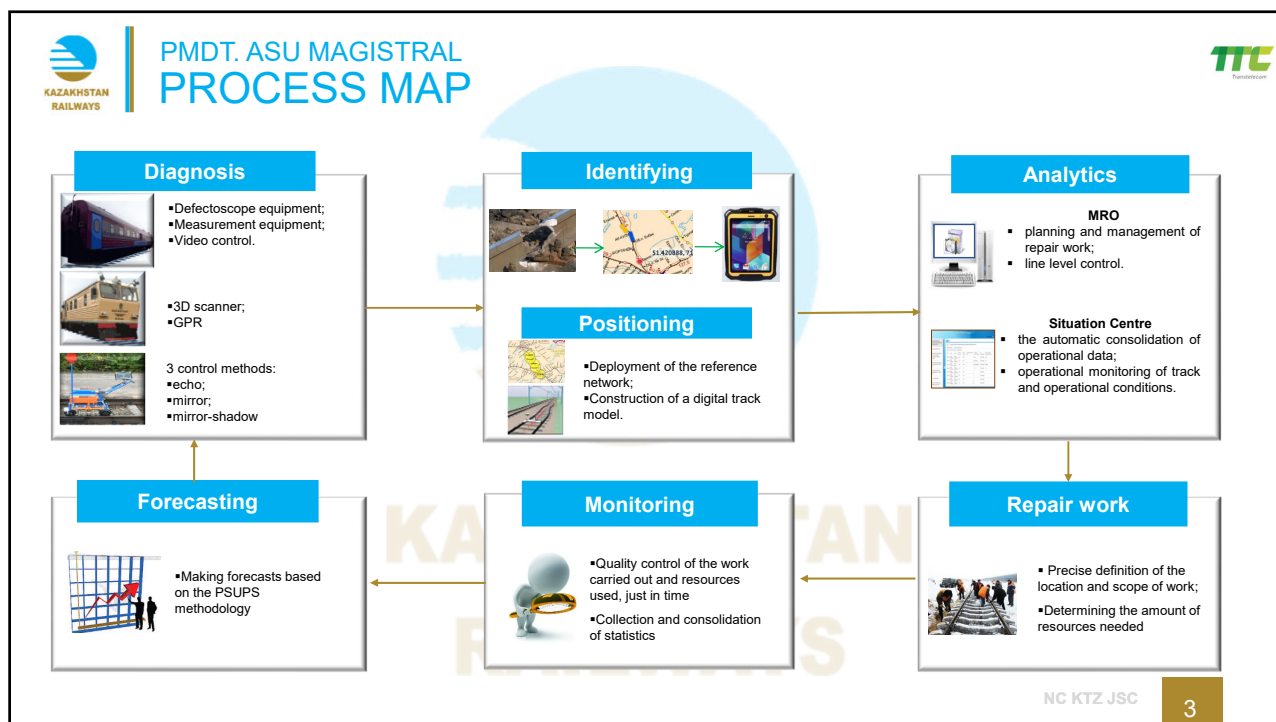 KAZAKHSTAN
RAILWAYS
PMDT. ASU MAGISTRAL
PROCESS MAP
TTC
Transtelecom
Diagnosis
▪Defectoscope equipment;
▪Measurement equipment;
▪Video control.
▪3D scanner;
▪GPR
3 control methods:
▪echo;
▪mirror;
▪mirror-shadow
Identifying
51.420888, 71
Positioning
▪Deployment of the reference
network;
▪Construction of a digital track
model.
Analytics
MRO
▪ planning and management of
repair work;
▪ line level control.
Situation Centre
▪ the automatic consolidation of
operational data;
▪ operational monitoring of track
and operational conditions.
Forecasting
▪Making forecasts based
on the PSUPS
methodology
Monitoring
▪Quality control of the work
carried out and resources
used, just in time
▪Collection and consolidation
of statistics
Repair work
▪ Precise definition of the
location and scope of work;
▪Determining the amount of
resources needed
NC KTZ JSC
3